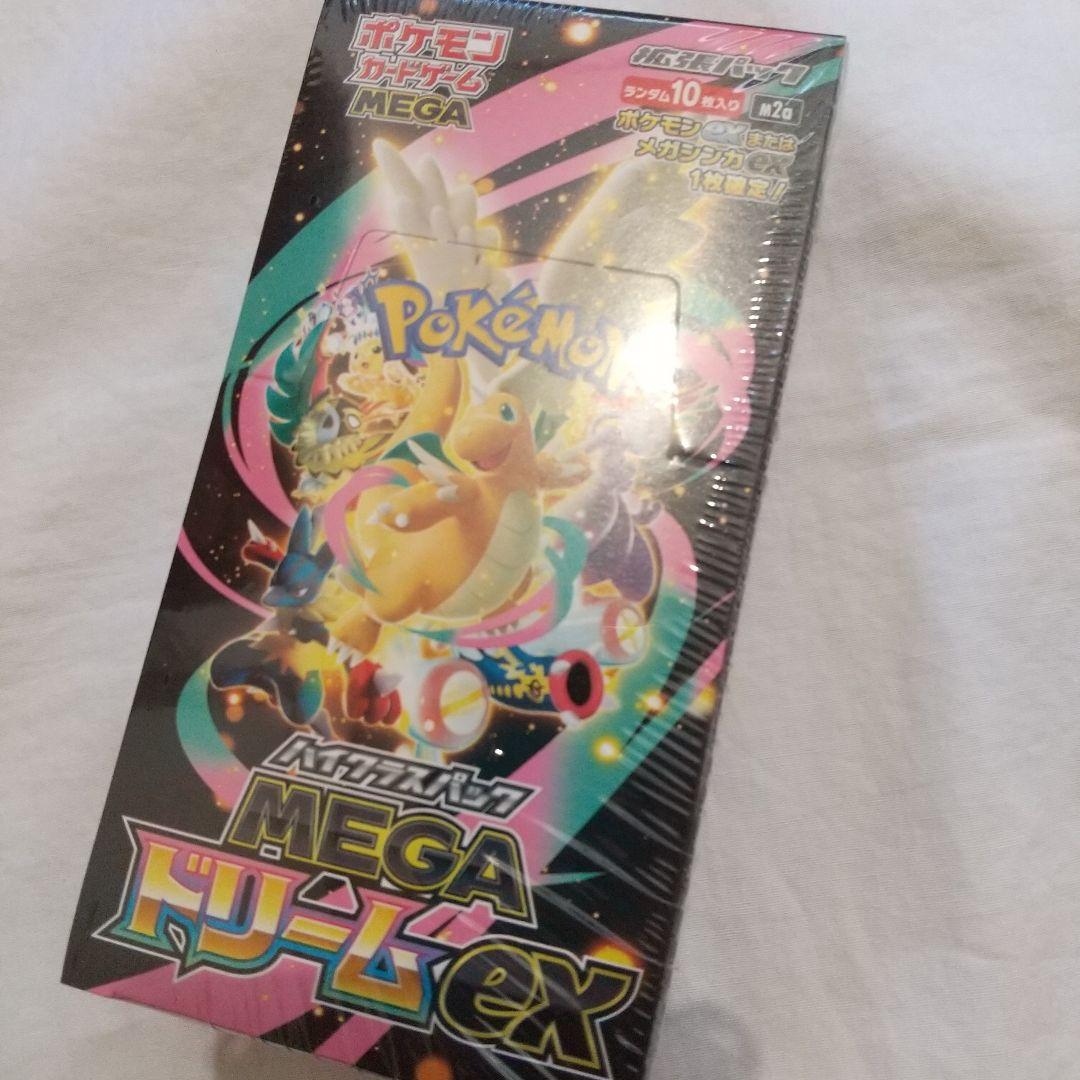 ポケモン
カードゲーム
MEGA
拡張パック
ランダム10枚入り
M2a
ポケモンexまたは
メガシンカex
1枚確定!!
POKéMON
ハイクラスパック
MEGA
ドリームex